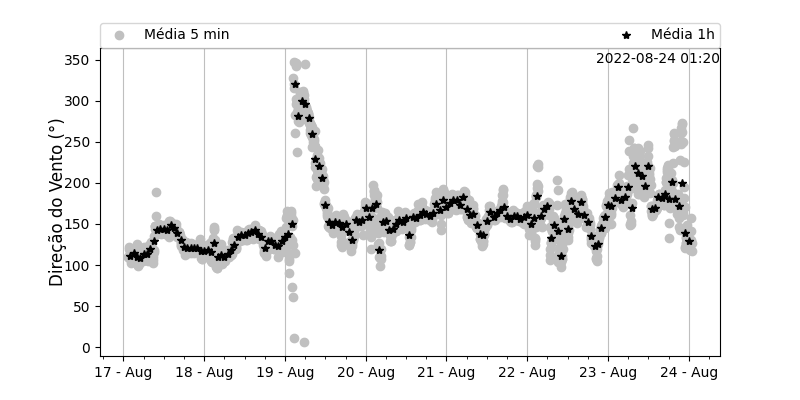 Média 5 min
Média 1h
2022-08-24 01:20
Direção do Vento (°)
350
300
250
200
150
100
50
0
17 - Aug
18 - Aug
19 - Aug
20 - Aug
21 - Aug
22 - Aug
23 - Aug
24 - Aug